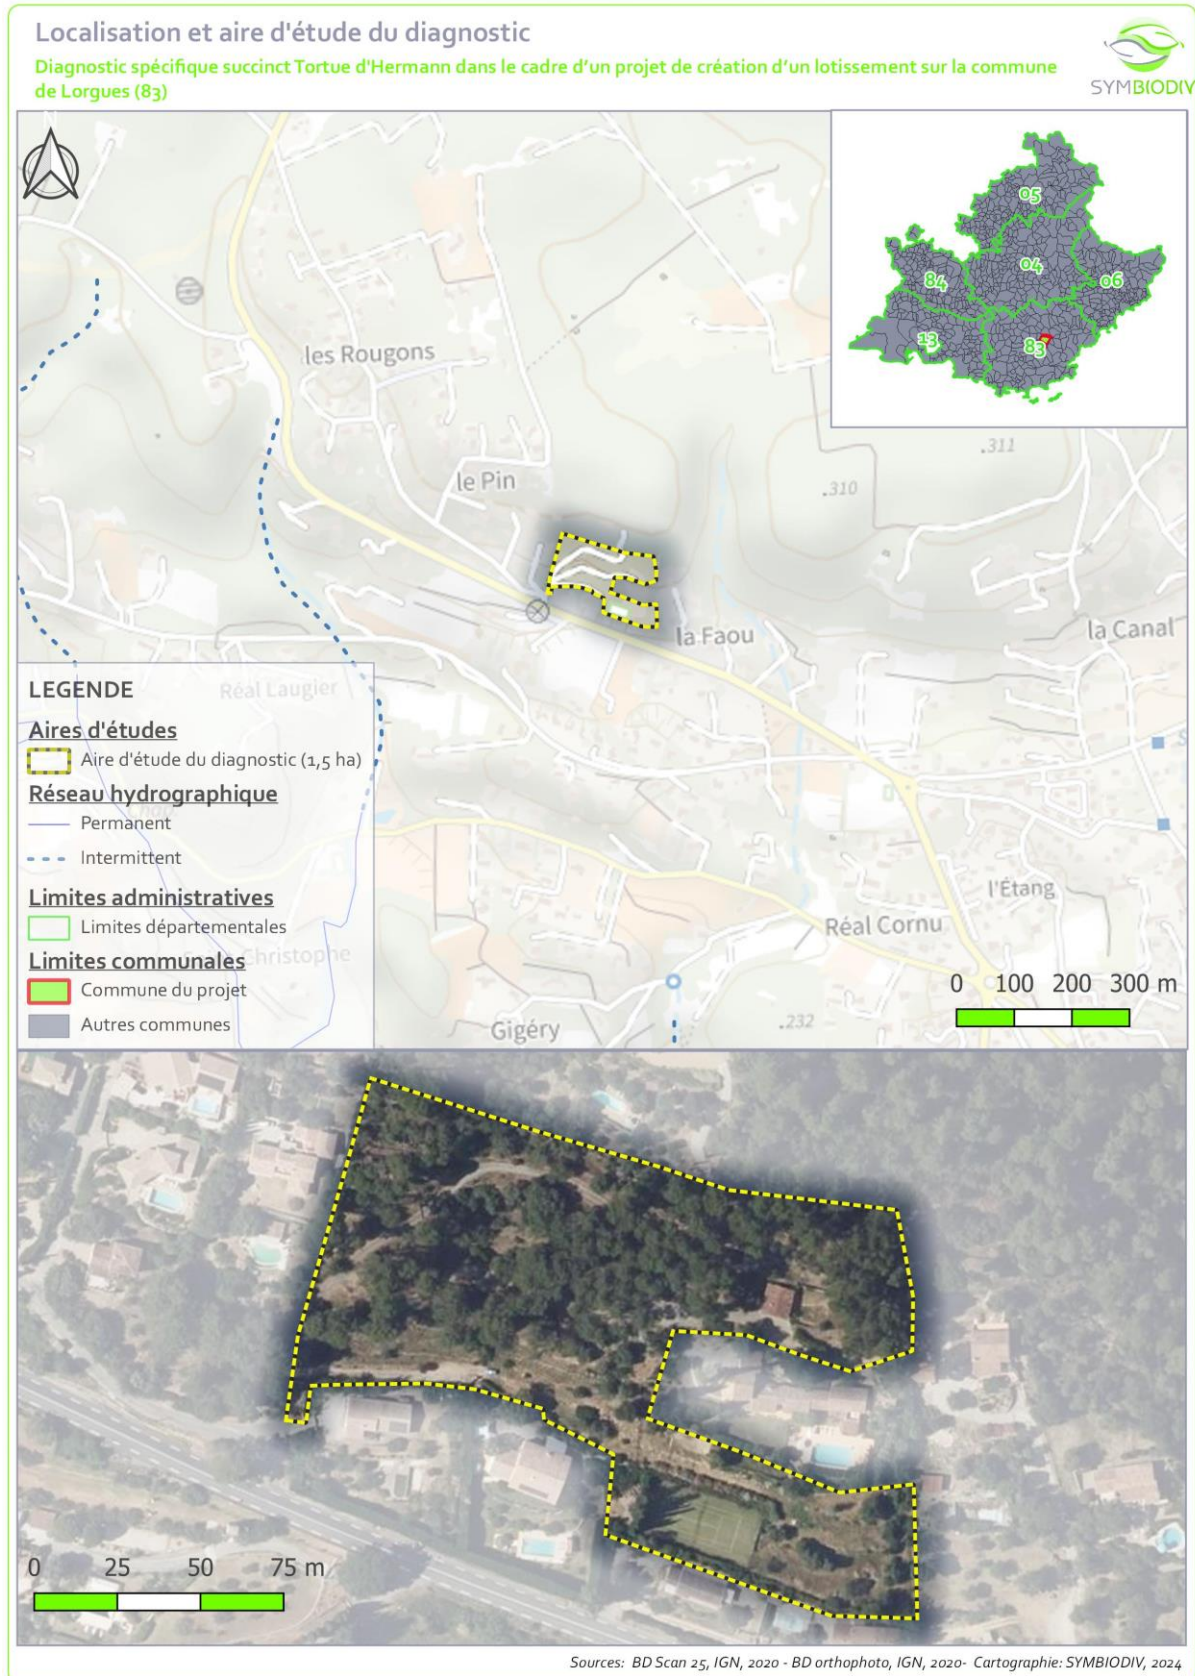 Localisation et aire d'étude du diagnostic
Diagnostic spécifique succinct Tortue d'Hermann dans le cadre d'un projet de création d'un lotissement sur la commune
de Lorgues (83)
SYMBIODIV
05
04
84
06
13
83
les Rougons
le Pin
.311
.310
la Faou
la Canal
Réal Laugier
LEGENDE
Aires d'études
Aire d'étude du diagnostic (1,5 ha)
Réseau hydrographique
Permanent
Intermittent
Limites administratives
Limites départementales
Limites communales
Commune du projet
Autres communes
Christophe
l'Étang
Réal Cornu
Gigéry
.232
0 100 200 300 m
0 25 50 75 m
Sources: BD Scan 25, IGN, 2020 - BD orthophoto, IGN, 2020- Cartographie: SYMBIODIV, 2024